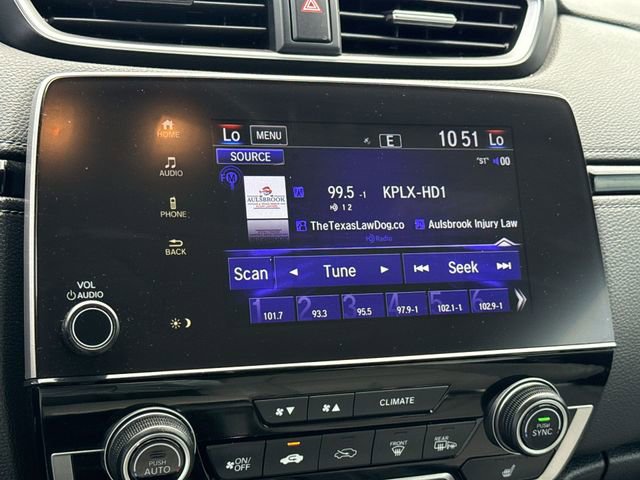 Lo MENU E 10 51 Lo
HOME
SOURCE "ST" 00
FM
AULSBROOK
99.5 -1 KPLX-HD1
AUDIO
HD 1 2
TheTexasLawDog.co Aulsbrook Injury Law
HD Radio
PHONE
BACK
Scan Tune Seek
1 2 3 4 5 6
101.7 93.3 95.5 97.9-1 102.1-1 102.9-1
VOL
AUDIO
CLIMATE
PUSH
SYNC
ON/
OFF
FRONT
REAR
PUSH
AUTO